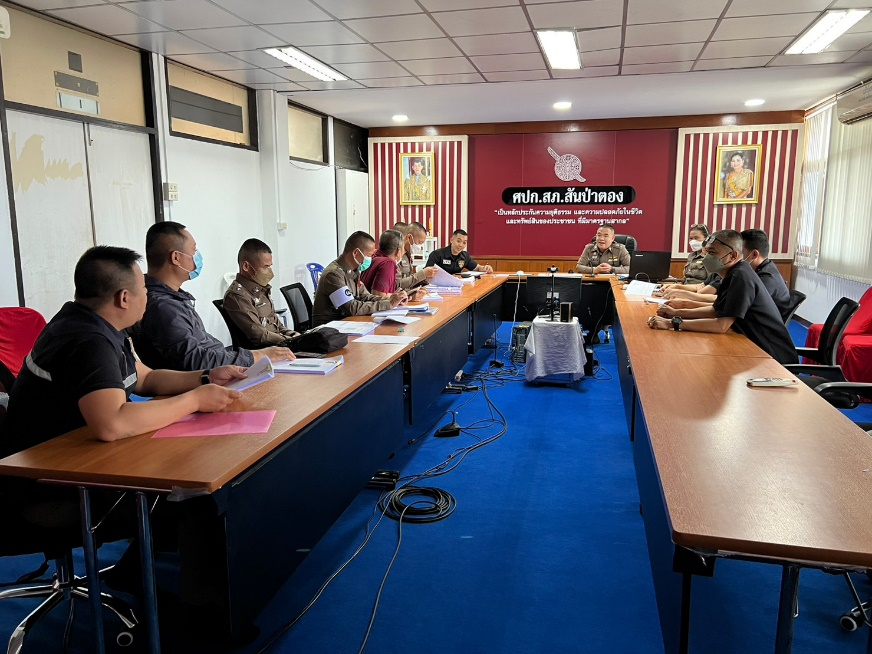 ศปก.สภ.สันป่าตอง
"เป็นหลักประกันความยุติธรรม และความปลอดภัยในชีวิต
และทรัพย์สินของประชาชน ที่มีมาตรฐานสากล"